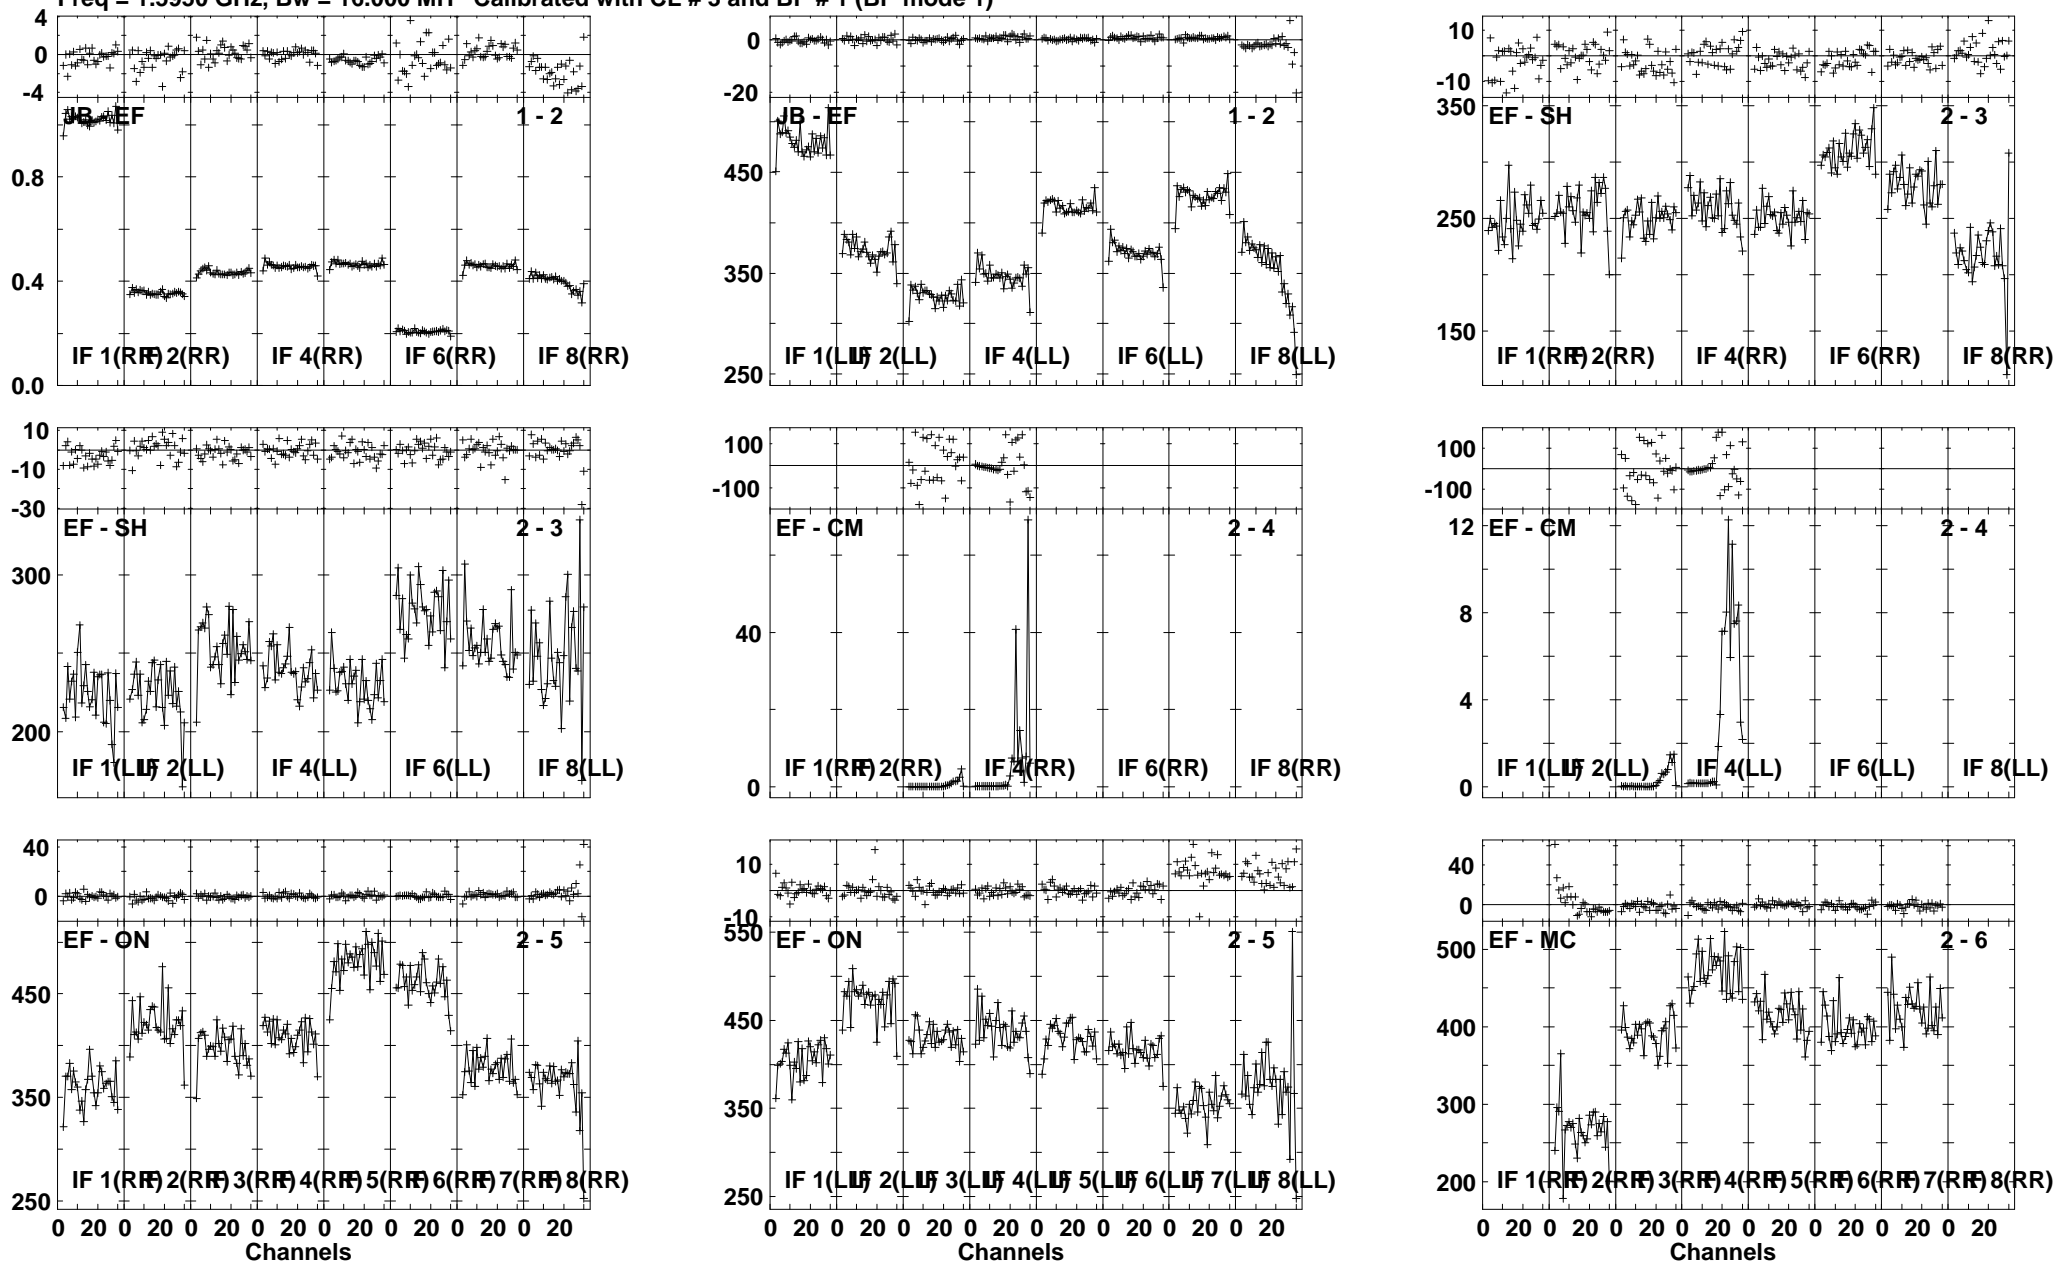 Freq = 1.5950 GHz, Bw = 16.000 MH Calibrated with CL # 3 and BP # 1 (BP mode 1)
4
0
-4
JB - EF 1 - 2
0.8
0.4
0.0
IF 1(RR) IF 2(RR) IF 4(RR) IF 6(RR) IF 8(RR)
0
-20
JB - EF 1 - 2
450
350
250
IF 1(LL) IF 2(LL) IF 4(LL) IF 6(LL) IF 8(LL)
10
0
-10
350
EF - SH 2 - 3
250
150
IF 1(RR) IF 2(RR) IF 4(RR) IF 6(RR) IF 8(RR)
10
-10
-30
EF - SH 2 - 3
300
200
IF 1(LL) IF 2(LL) IF 4(LL) IF 6(LL) IF 8(LL)
100
-100
EF - CM 2 - 4
40
0
IF 1(RR) IF 2(RR) IF 4(RR) IF 6(RR) IF 8(RR)
100
-100
12
EF - CM 2 - 4
8
4
0
IF 1(LL) IF 2(LL) IF 4(LL) IF 6(LL) IF 8(LL)
40
0
EF - ON 2 - 5
450
350
250
IF 1(RR) IF 2(RR) IF 3(RR) IF 4(RR) IF 5(RR) IF 6(RR) IF 7(RR) IF 8(RR)
0 20 0 20 0 20 0 20 0 20 0 20 0 20 0 20
Channels
10
-10
550
EF - ON 2 - 5
450
350
250
IF 1(LL) IF 2(LL) IF 3(LL) IF 4(LL) IF 5(LL) IF 6(LL) IF 7(LL) IF 8(LL)
0 20 0 20 0 20 0 20 0 20 0 20 0 20 0 20
Channels
40
0
EF - MC 2 - 6
500
400
300
200
IF 1(RR) IF 2(RR) IF 3(RR) IF 4(RR) IF 5(RR) IF 6(RR) IF 7(RR) IF 8(RR)
0 20 0 20 0 20 0 20 0 20 0 20 0 20 0 20
Channels